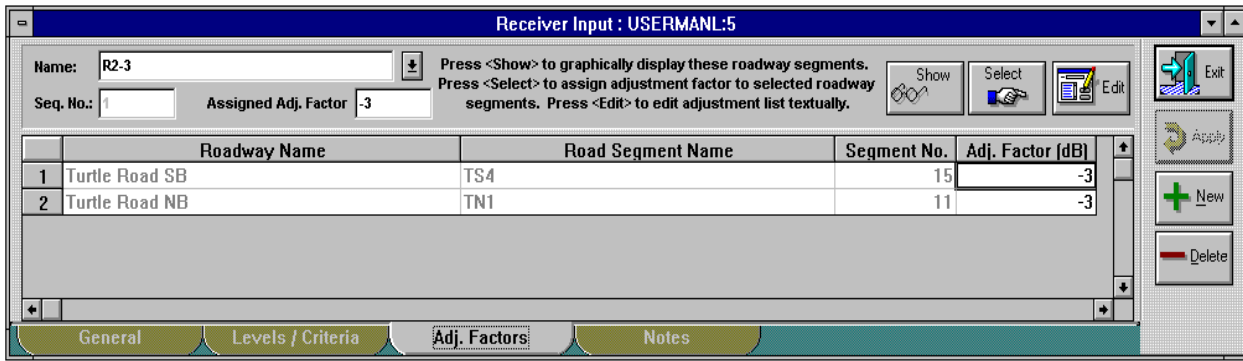 Receiver Input : USERMANL:5
Name: R2-3
Press <Show> to graphically display these roadway segments.
Press <Select> to assign adjustment factor to selected roadway
segments. Press <Edit> to edit adjustment list textually.
Seq. No.: 1 Assigned Adj. Factor -3
Show
Select
Edit
Exit
Apply
New
Delete
Roadway Name Road Segment Name Segment No. Adj. Factor (dB)
1 Turtle Road SB TS4 15 -3
2 Turtle Road NB TN1 11 -3
General Levels / Criteria Adj. Factors Notes